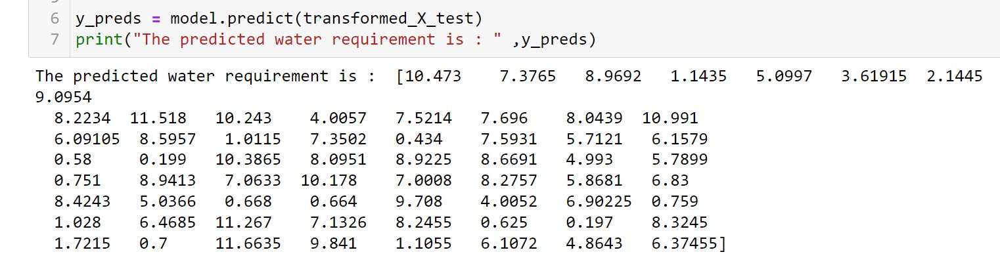 6 y_preds = model.predict(transformed_X_test)
7 print("The predicted water requirement is : " ,y_preds)
The predicted water requirement is :  [10.473    7.3765   8.9692   1.1435   5.0997   3.61915  2.1445
9.0954
  8.2234  11.518   10.243    4.0057   7.5214   7.696    8.0439  10.991
  6.09105  8.5957   1.0115   7.3502   0.434    7.5931   5.7121   6.1579
  0.58     0.199   10.3865   8.0951   8.9225   8.6691   4.993    5.7899
  0.751    8.9413   7.0633  10.178    7.0008   8.2757   5.8681   6.83
  8.4243   5.0366   0.668    0.664    9.708    4.0052   6.90225  0.759
  1.028    6.4685  11.267    7.1326   8.2455   0.625    0.197    8.3245
  1.7215   0.7     11.6635   9.841    1.1055   6.1072   4.8643   6.37455]